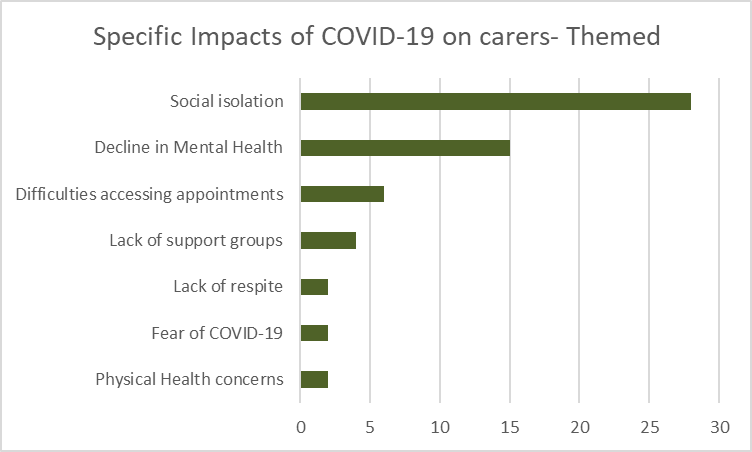 Specific Impacts of COVID-19 on carers- Themed
Social isolation
Decline in Mental Health
Difficulties accessing appointments
Lack of support groups
Lack of respite
Fear of COVID-19
Physical Health concerns
0 5 10 15 20 25 30